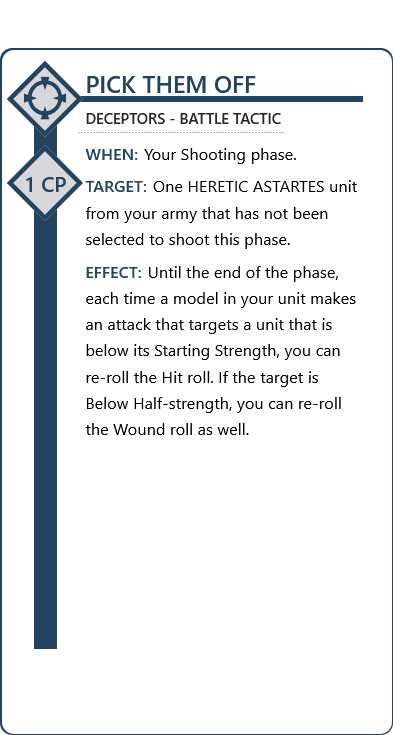 PICK THEM OFF
DECEPTORS - BATTLE TACTIC
WHEN: Your Shooting phase.
1 CP
TARGET: One HERETIC ASTARTES unit
from your army that has not been
selected to shoot this phase.
EFFECT: Until the end of the phase,
each time a model in your unit makes
an attack that targets a unit that is
below its Starting Strength, you can
re-roll the Hit roll. If the target is
Below Half-strength, you can re-roll
the Wound roll as well.